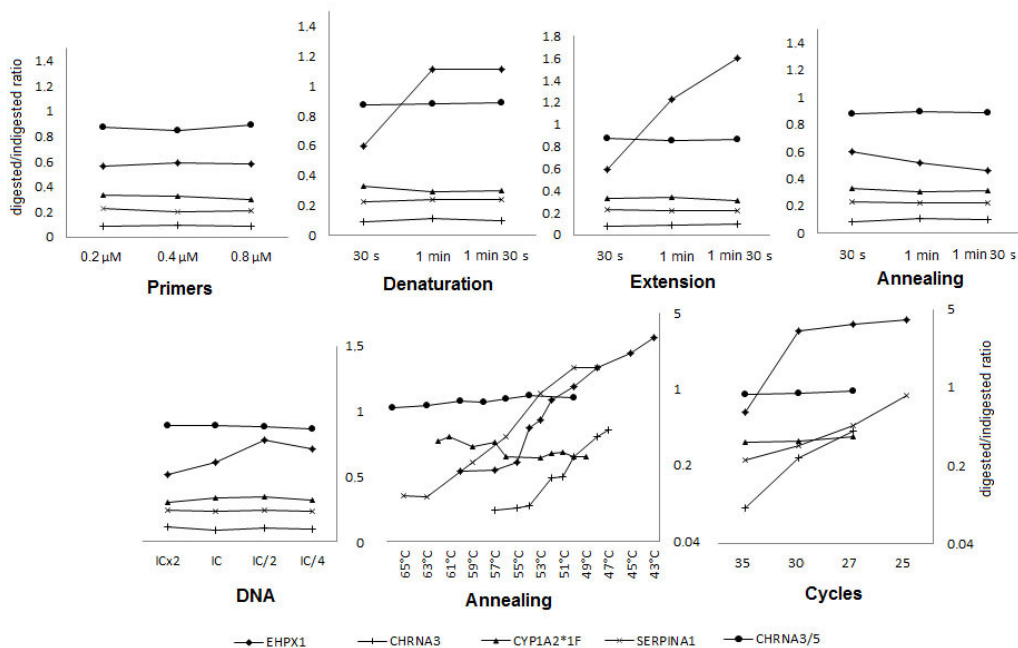 digested/indigested ratio
1.4
1.2
1
0.8
0.6
0.4
0.2
0
0.2 µM 0.4 µM 0.8 µM
Primers
1.4
1.2
1
0.8
0.6
0.4
0.2
0
30 s 1 min 1 min 30 s
Denaturation
1.8
1.6
1.4
1.2
1
0.8
0.6
0.4
0.2
0
30 s 1 min 1 min 30 s
Extension
1.4
1.2
1
0.8
0.6
0.4
0.2
0
30 s 1 min 1 min 30 s
Annealing
1.5
1
0.5
0
ICx2 IC IC/2 IC/4
DNA
5
1
0.2
0.04
65°C 63°C 61°C 59°C 57°C 55°C 53°C 51°C 49°C 47°C 45°C 43°C
Annealing
5
1
0.2
0.04
digested/indigested ratio
35 30 27 25
Cycles
EHPX1 CHRNA3 CYP1A2*1F SERPINA1 CHRNA3/5